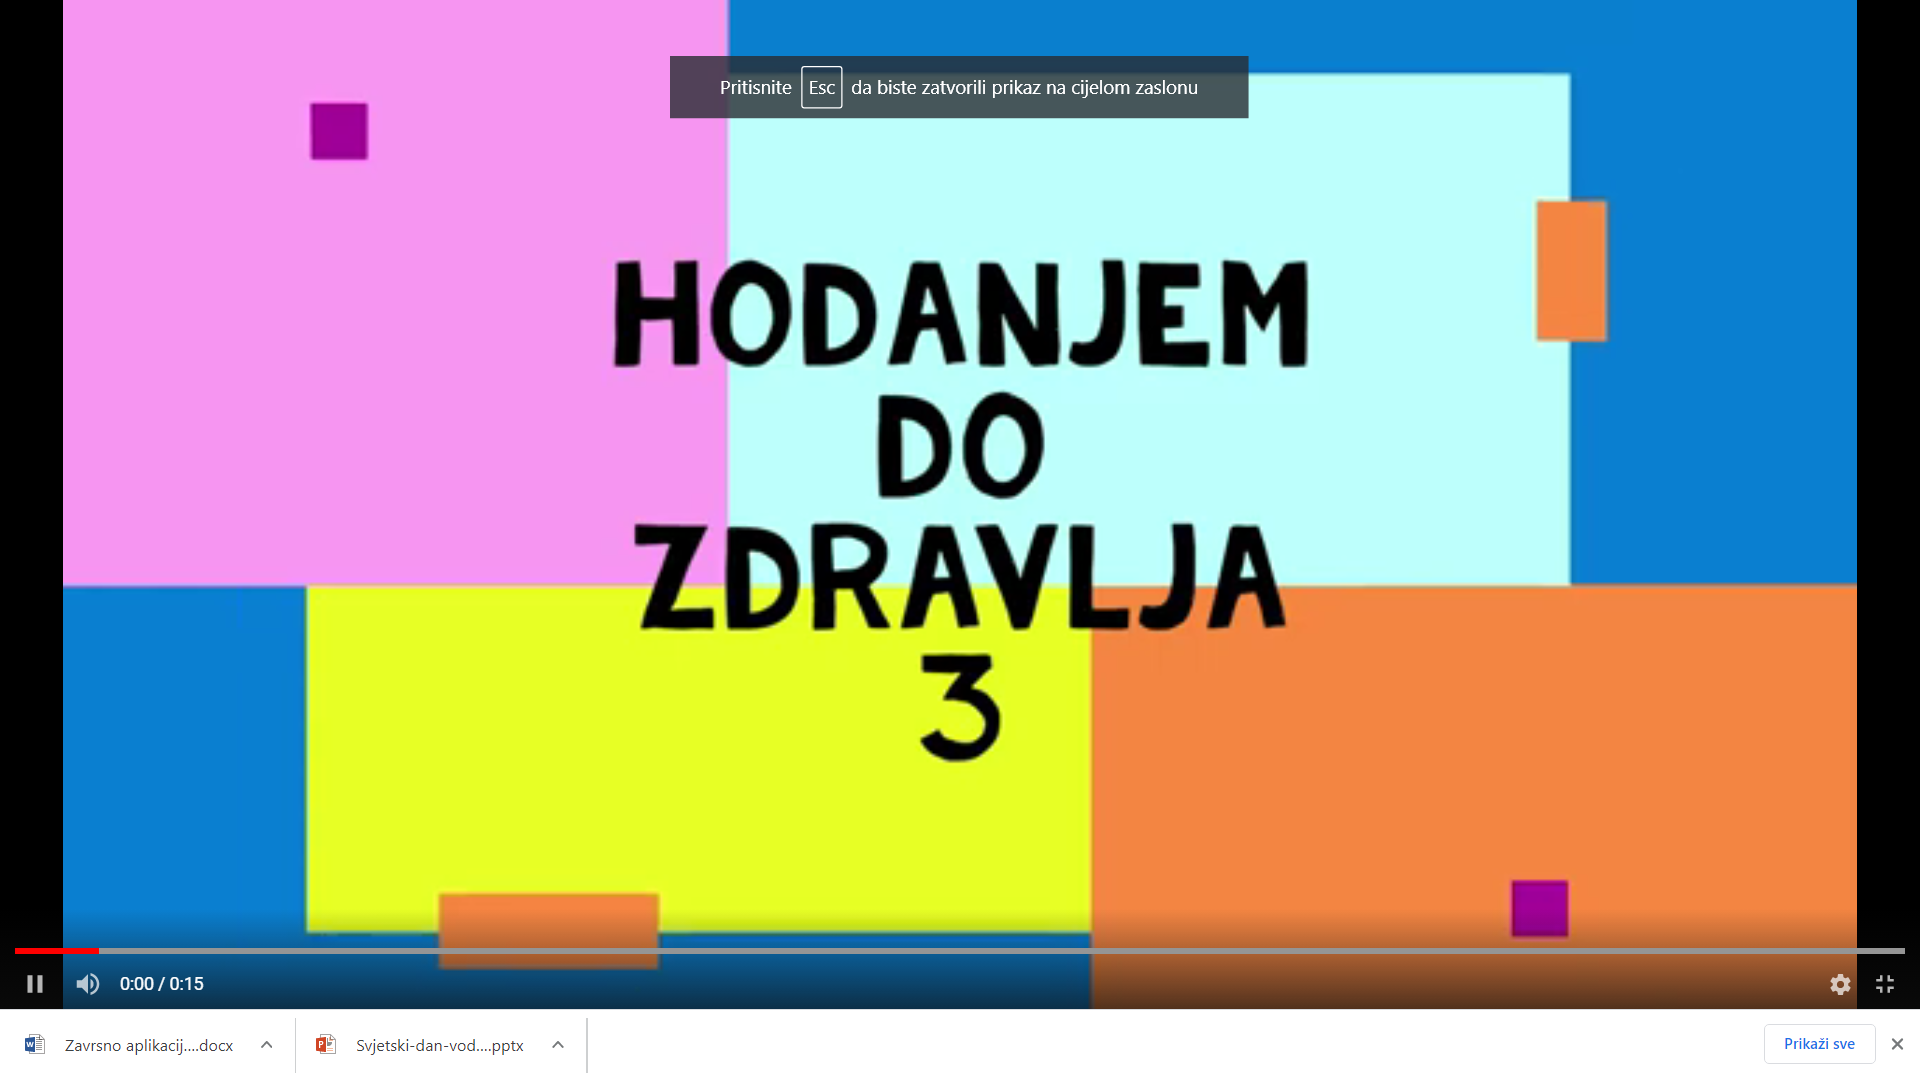 Pritisnite Esc da biste zatvorili prikaz na cijelom zaslonu
HODANJEM
DO
ZDRAVLJA
3
0:00 / 0:15
Zavrsno aplikacij....docx
Svjetski-dan-vod....pptx
Prikaži sve